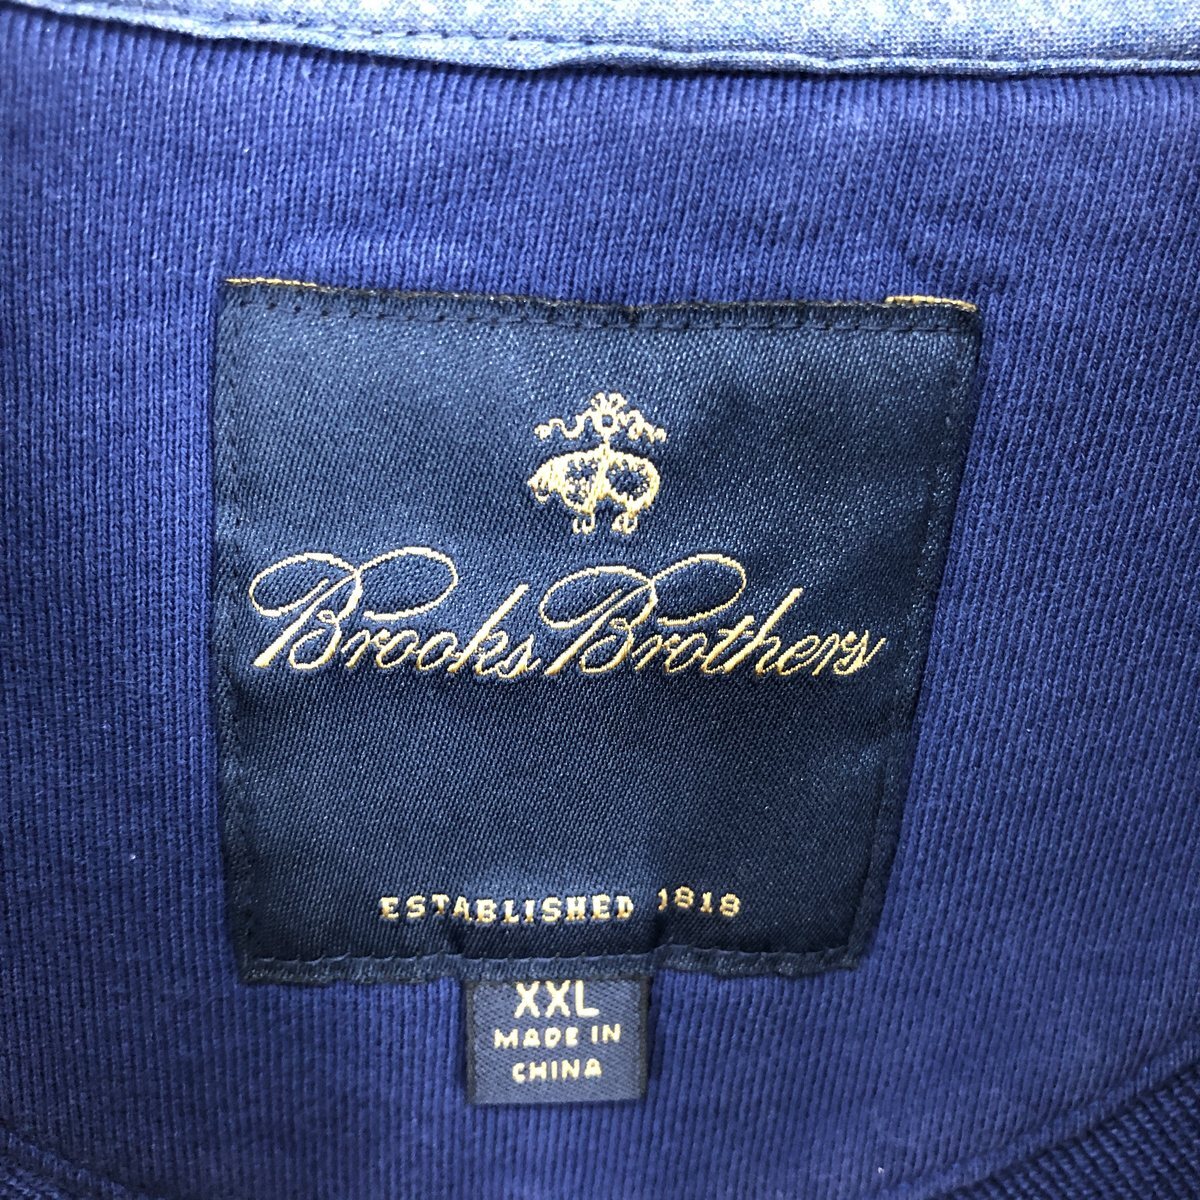 Brooks Brothers
ESTABLISHED 1818
XXL
MADE IN
CHINA